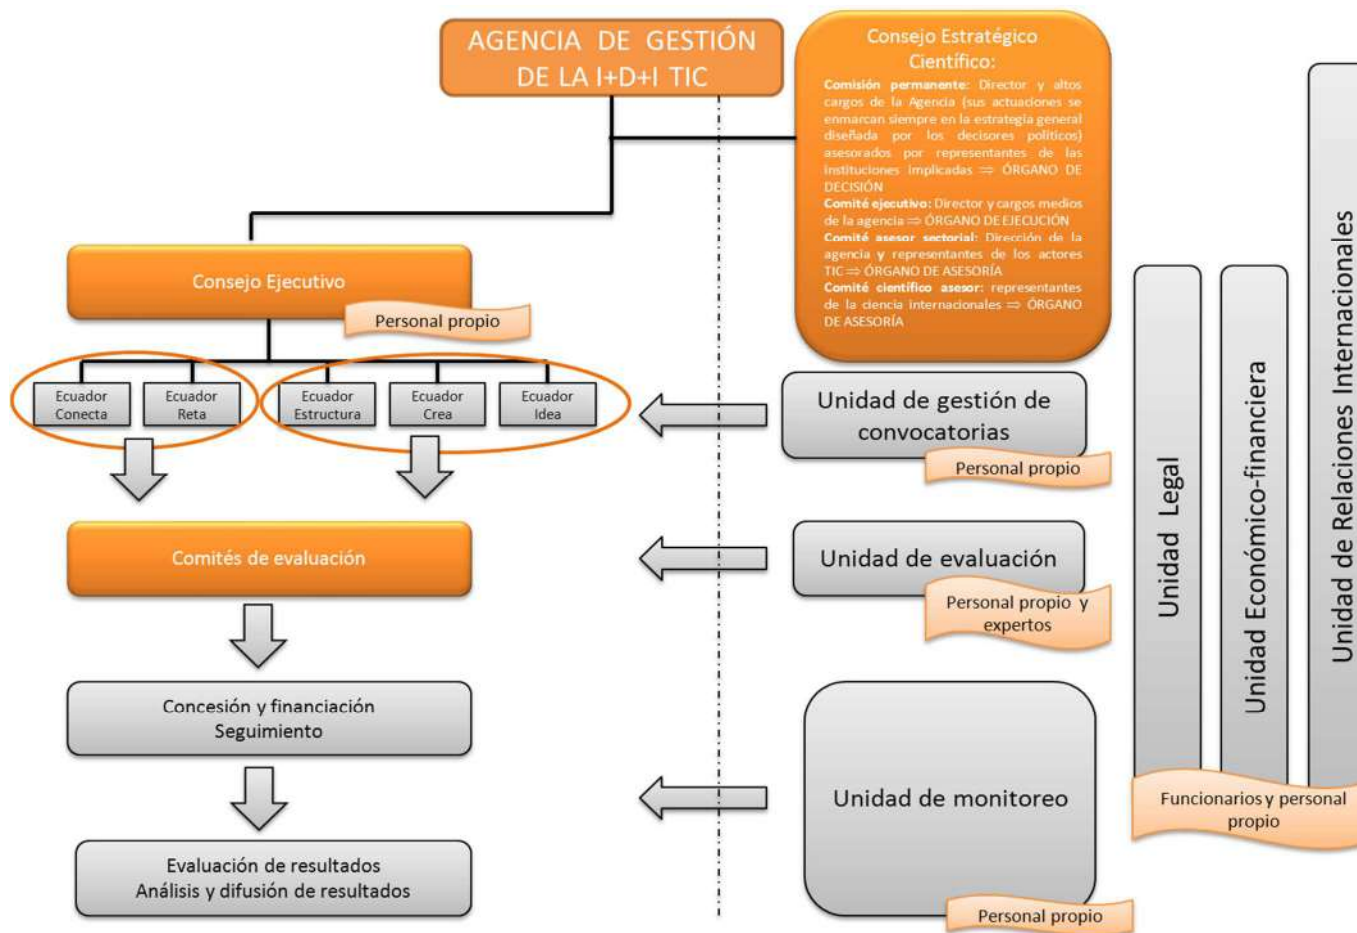 AGENCIA DE GESTIÓN
DE LA I+D+I TIC
Consejo Estratégico
Científico:
Comisión permanente: Director y altos
cargos de la Agencia (sus actuaciones se
enmarcan siempre en la estrategia general
diseñada por los decisores políticos)
asesorados por representantes de las
instituciones implicadas ⇒ ÓRGANO DE
DECISIÓN
Comité ejecutivo: Director y cargos medios
de la agencia ⇒ ÓRGANO DE EJECUCIÓN
Comité asesor sectorial: Dirección de la
agencia y representantes de los actores
TIC ⇒ ÓRGANO DE ASESORÍA
Comité científico asesor: representantes
de la ciencia internacionales ⇒ ÓRGANO
DE ASESORÍA
Consejo Ejecutivo
Personal propio
Ecuador
Conecta
Ecuador
Reta
Ecuador
Estructura
Ecuador
Crea
Ecuador
Idea
Unidad de gestión de
convocatorias
Personal propio
Comités de evaluación
Unidad de evaluación
Personal propio y
expertos
Concesión y financiación
Seguimiento
Unidad de monitoreo
Personal propio
Evaluación de resultados
Análisis y difusión de resultados
Unidad Legal
Unidad Económico-financiera
Unidad de Relaciones Internacionales
Funcionarios y personal
propio